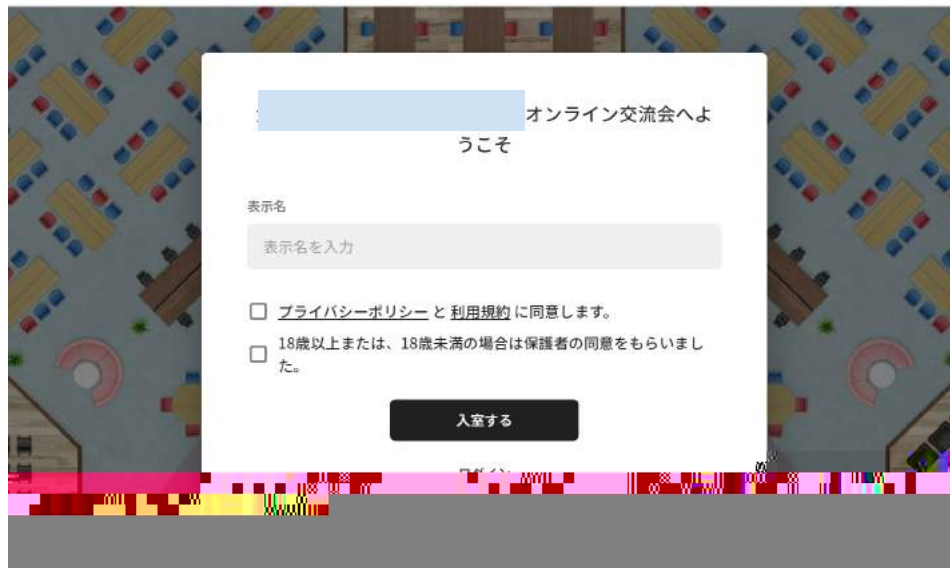 オンライン交流会へよ
うこそ
表示名
表示名を入力
プライバシーポリシー と 利用規約 に同意します。
18歳以上または、18歳未満の場合は保護者の同意をもらいまし
た。
入室する